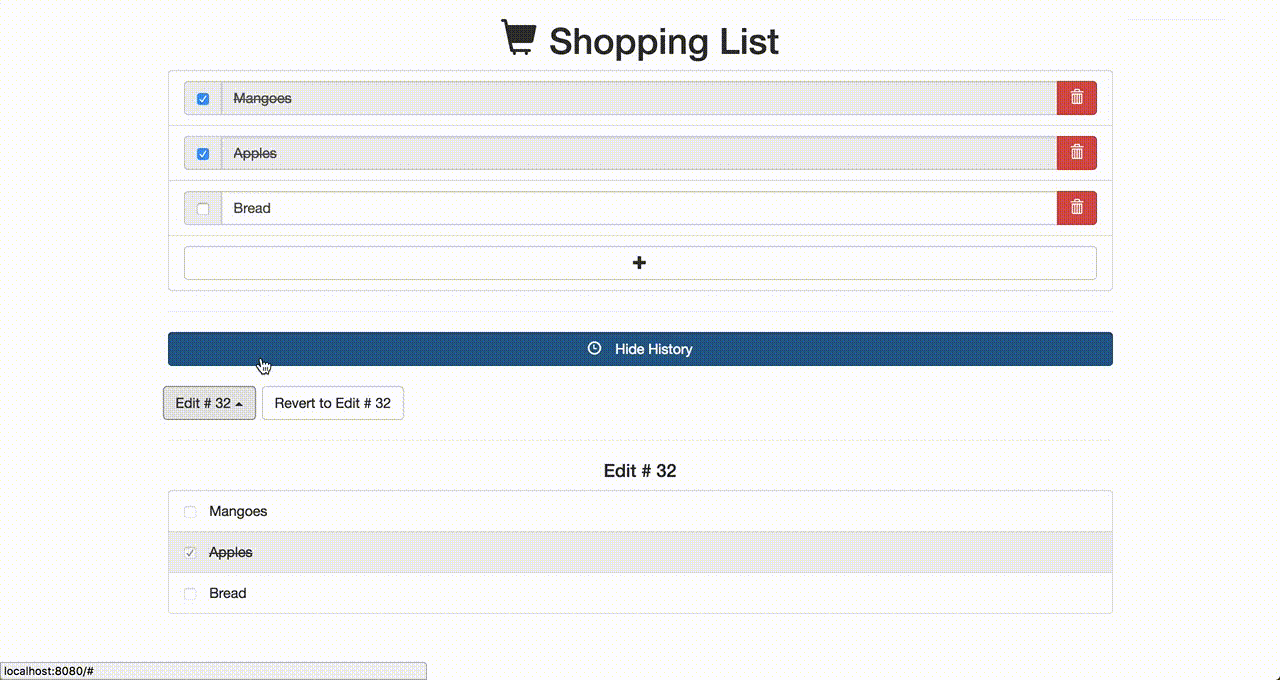 Shopping List
Mangoes
Apples
Bread
Hide History
Edit # 32
Revert to Edit # 32
Edit # 32
Mangoes
Apples
Bread
localhost:8080/#